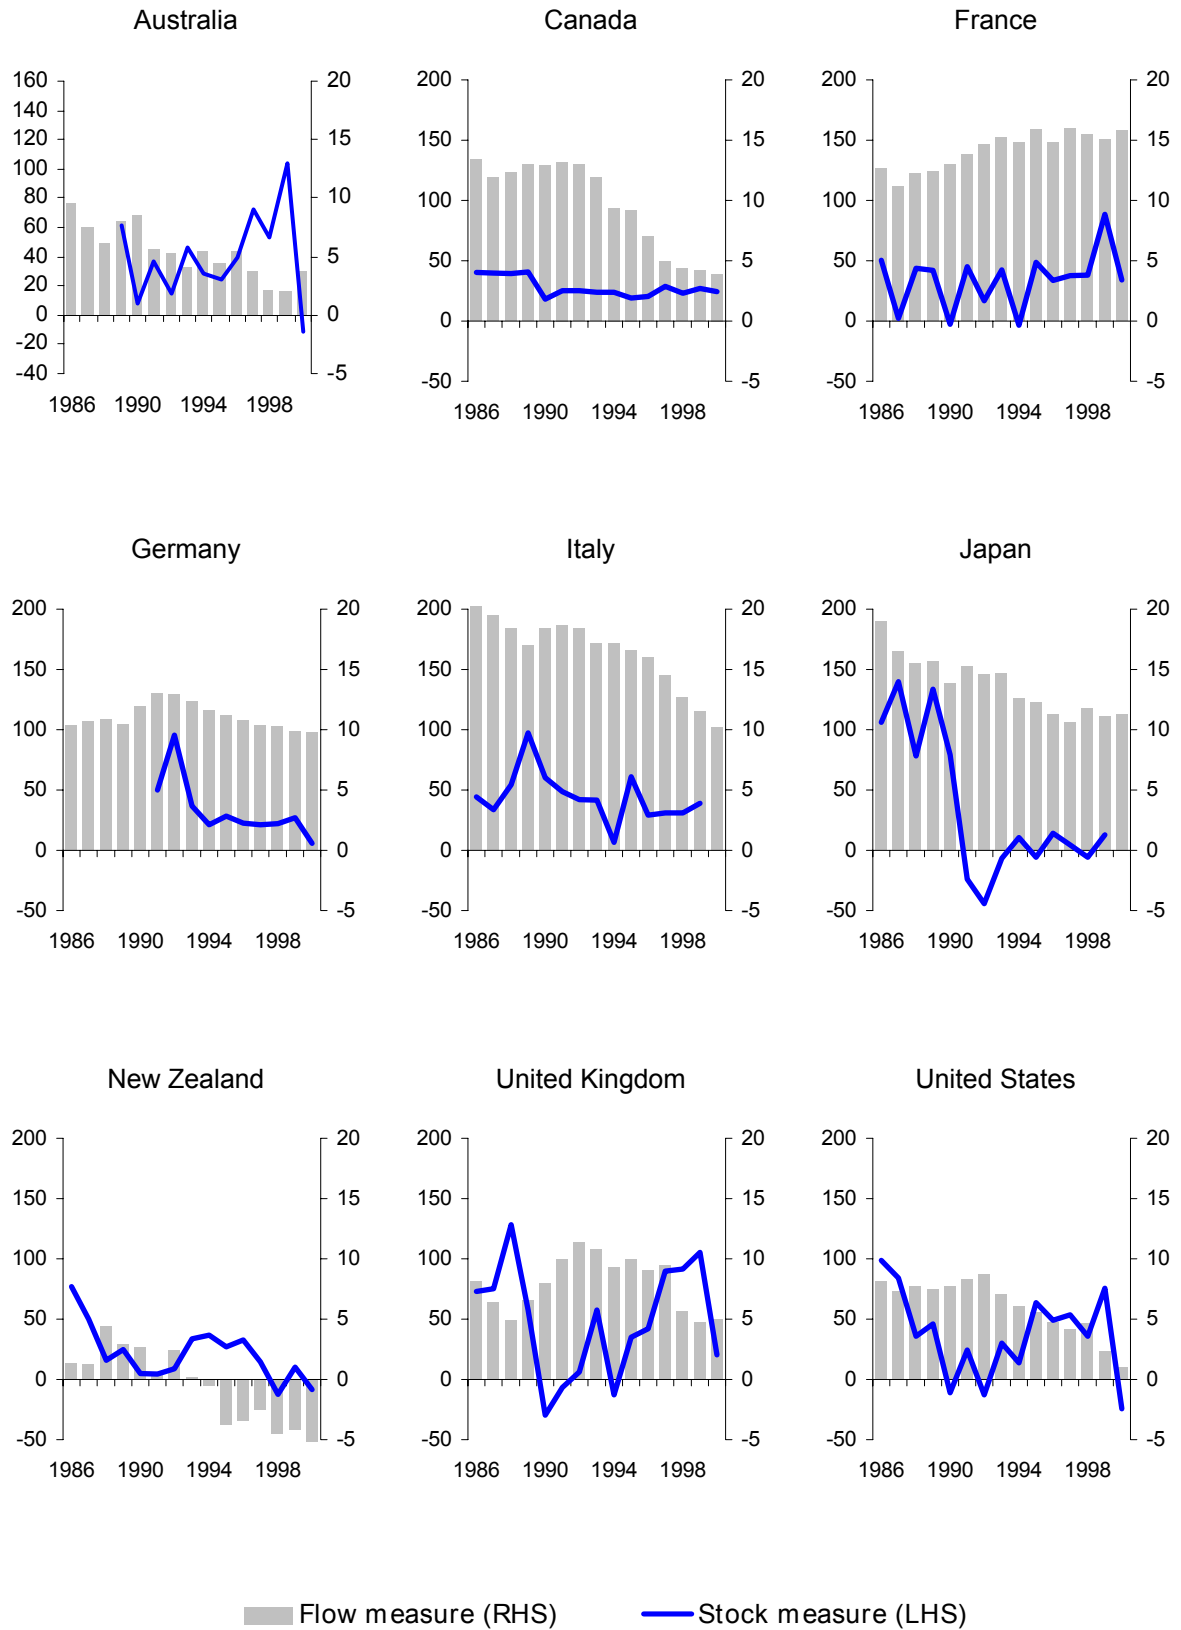 Australia Canada France
160 20 200 20 200 20
140
120 15 150 15 150 15
100
80 10 100 10 100 10
60
40 5 50 5 50 5
20
0 0 0 0 0 0
-20
-40 -5 -50 -5 -50 -5
1986 1990 1994 1998 1986 1990 1994 1998 1986 1990 1994 1998
Germany Italy Japan
200 20 200 20 200 20
150 15 150 15 150 15
100 10 100 10 100 10
50 5 50 5 50 5
0 0 0 0 0 0
-50 -5 -50 -5 -50 -5
1986 1990 1994 1998 1986 1990 1994 1998 1986 1990 1994 1998
New Zealand United Kingdom United States
200 20 200 20 200 20
150 15 150 15 150 15
100 10 100 10 100 10
50 5 50 5 50 5
0 0 0 0 0 0
-50 -5 -50 -5 -50 -5
1986 1990 1994 1998 1986 1990 1994 1998 1986 1990 1994 1998
Flow measure (RHS) Stock measure (LHS)